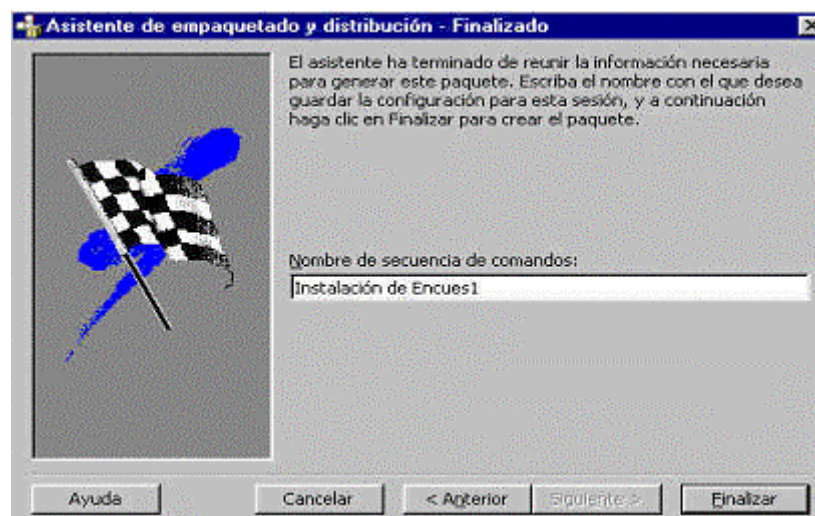 Asistente de empaquetado y distribución - Finalizado
El asistente ha terminado de reunir la información necesaria
para generar este paquete. Escriba el nombre con el que desea
guardar la configuración para esta sesión, y a continuación
haga clic en Finalizar para crear el paquete.
Nombre de secuencia de comandos:
Instalación de Encues1
Ayuda
Cancelar
< Anterior
Siguiente >
Finalizar